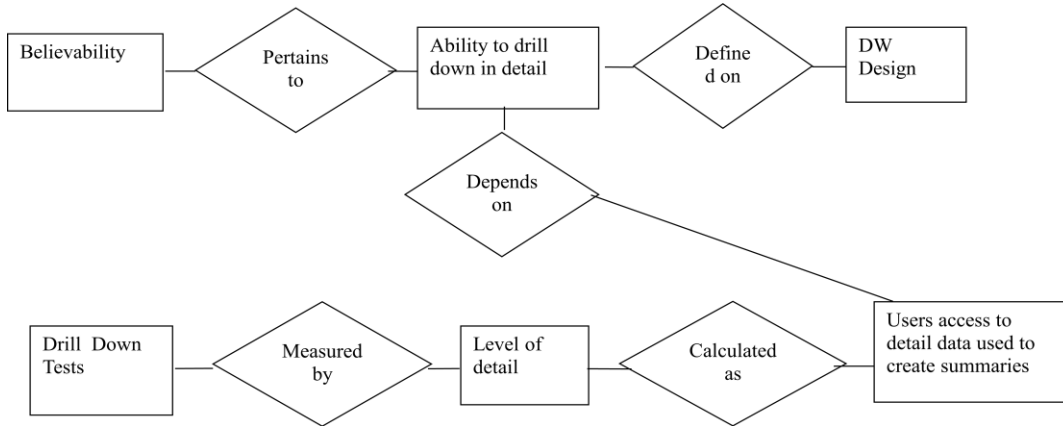 Believability
Pertains
to
Ability to drill
down in detail
Define
d on
DW
Design
Depends
on
Drill Down
Tests
Measured
by
Level of
detail
Calculated
as
Users access to
detail data used to
create summaries